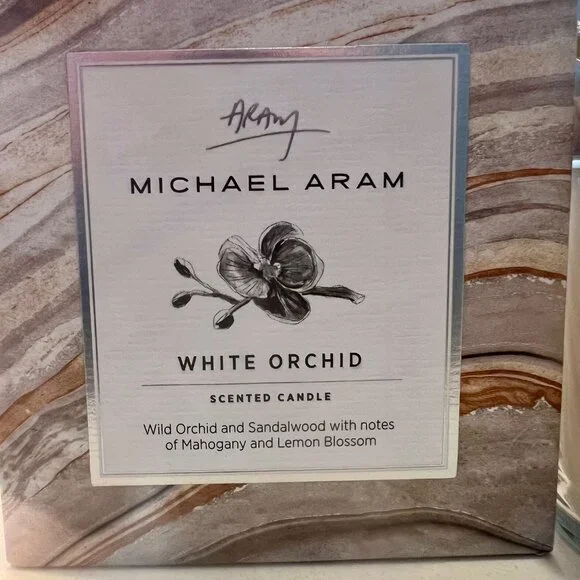 ARAM
MICHAEL ARAM
WHITE ORCHID
SCENTED CANDLE
Wild Orchid and Sandalwood with notes
of Mahogany and Lemon Blossom